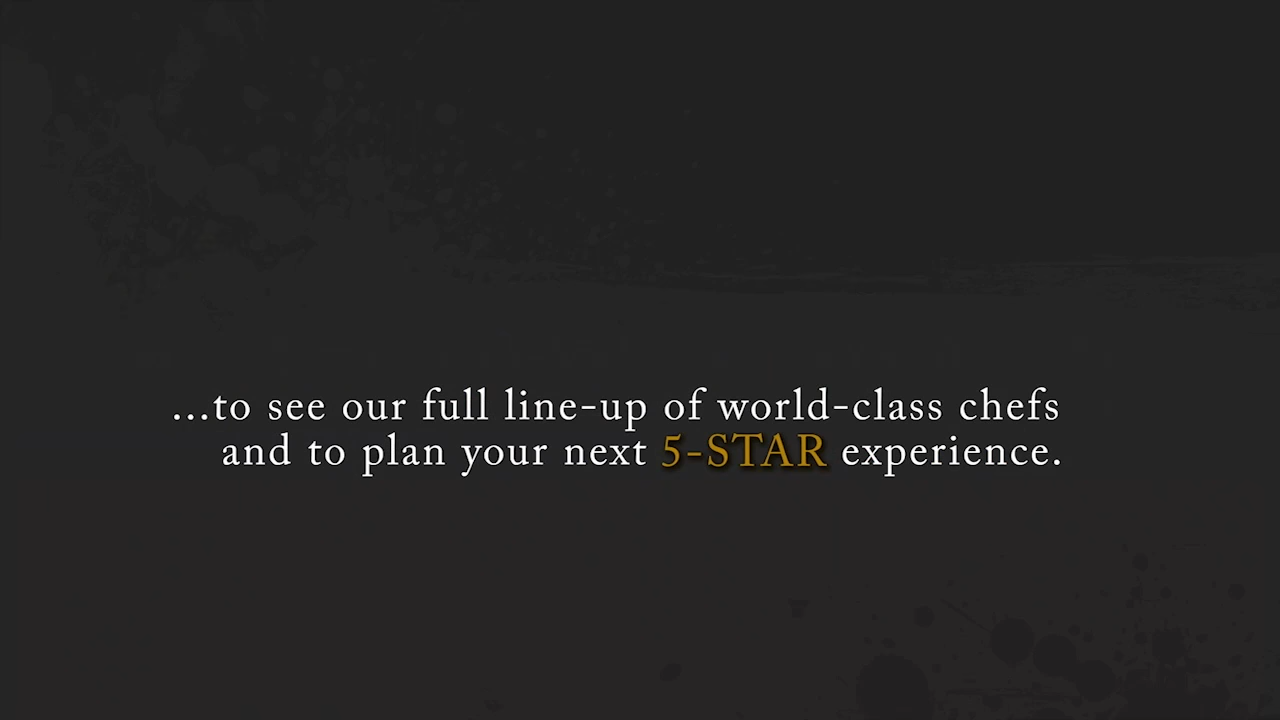 ...to see our full line-up of world-class chefs
and to plan your next 5-STAR experience.